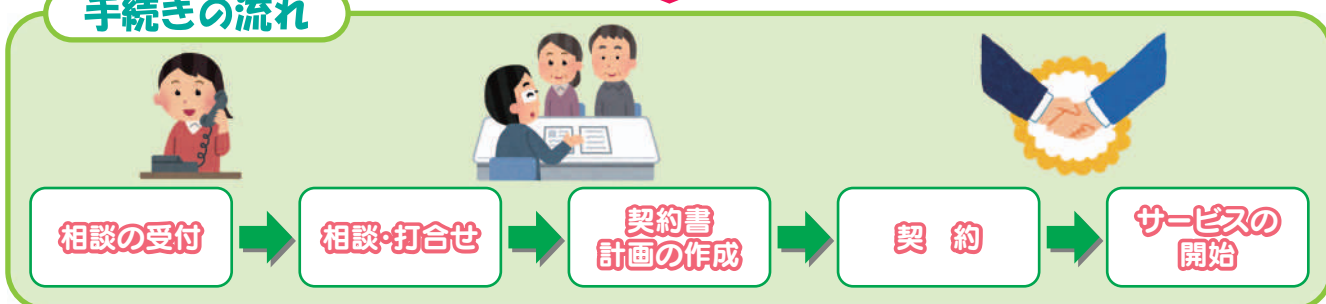 手続きの流れ
相談の受付
相談・打合せ
契約書
計画の作成
契　約
サービスの
開始